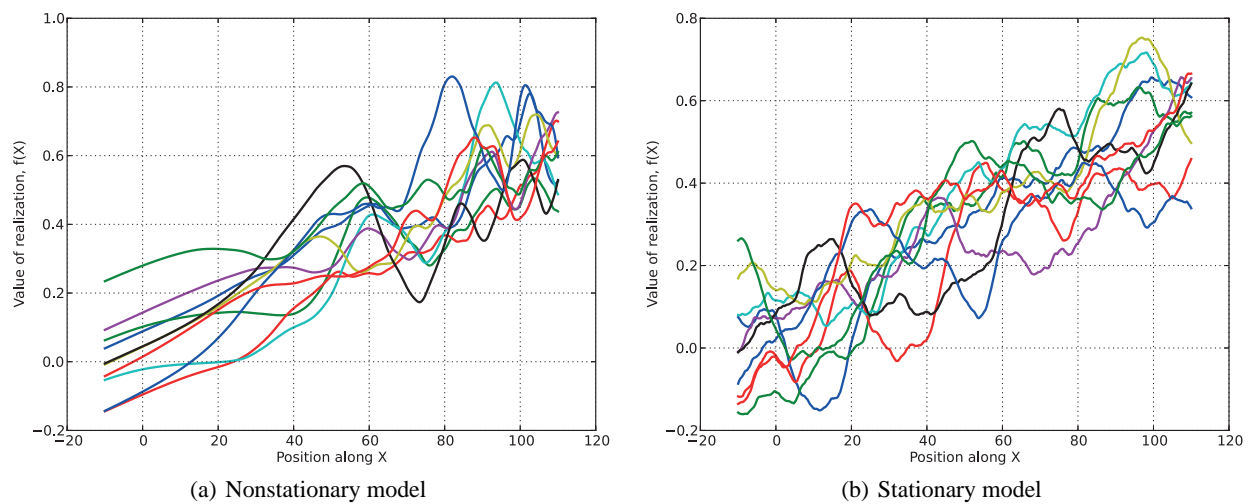 1.0
0.8
0.6
0.4
0.2
0.0
−0.2
−20 0 20 40 60 80 100 120
Value of realization, f(X)
Position along X
(a) Nonstationary model
0.8
0.6
0.4
0.2
0.0
−0.2
−20 0 20 40 60 80 100 120
Value of realization, f(X)
Position along X
(b) Stationary model